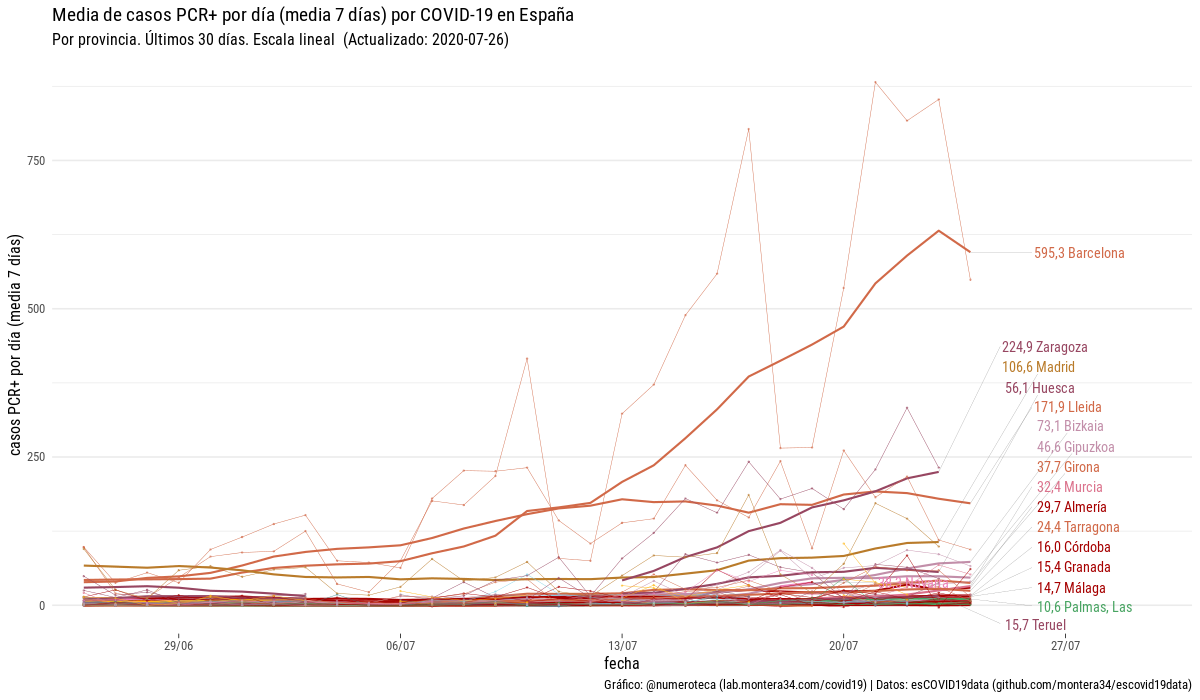 Media de casos PCR+ por día (media 7 días) por COVID-19 en España
Por provincia. Últimos 30 días. Escala lineal (Actualizado: 2020-07-26)
casos PCR+ por día (media 7 días)
750
500
250
0
595,3 Barcelona
224,9 Zaragoza
106,6 Madrid
56,1 Huesca
171,9 Lleida
73,1 Bizkaia
46,6 Gipuzkoa
37,7 Girona
32,4 Murcia
29,7 Almería
24,4 Tarragona
16,0 Córdoba
15,4 Granada
14,7 Málaga
10,6 Palmas, Las
15,7 Teruel
29/06
06/07
13/07
20/07
27/07
fecha
Gráfico: @numeroteca (lab.montera34.com/covid19) | Datos: esCOVID19data (github.com/montera34/escovid19data)